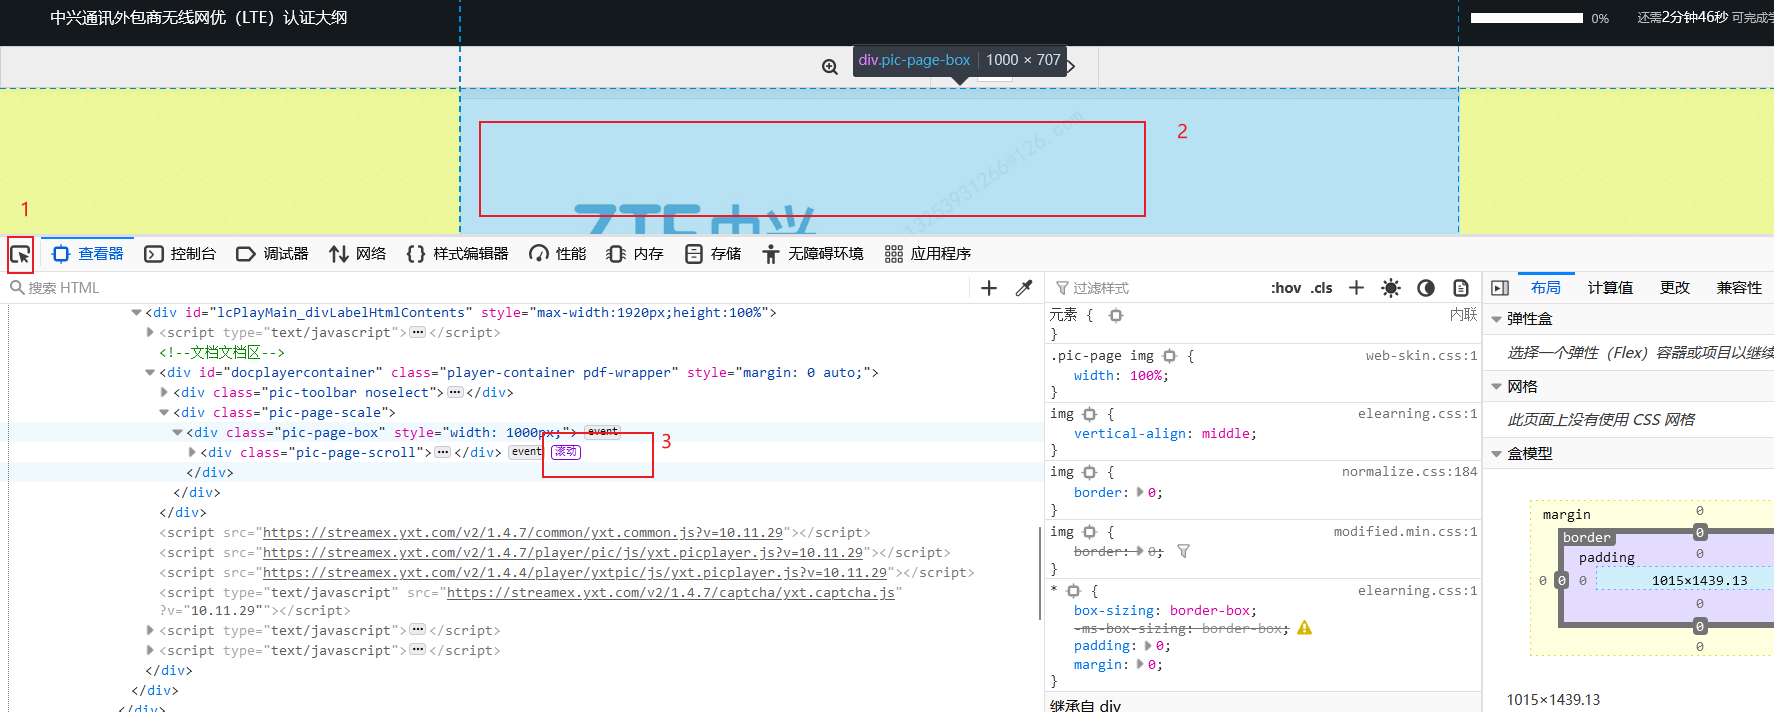 中兴通讯外包商无线网优（LTE）认证大纲
0%
还需2分钟46秒 可完成学
div.pic-page-box 1000 × 707
2
13253931266@126.com
ZTE中兴
1
查看器 控制台 调试器 网络 样式编辑器 性能 内存 存储 无障碍环境 应用程序
搜索 HTML
<div id="lcPlayMain_divLabelHtmlContents" style="max-width:1920px;height:100%">
<script type="text/javascript">…</script>
<!--文档文档区-->
<div id="docplayercontainer" class="player-container pdf-wrapper" style="margin: 0 auto;">
<div class="pic-toolbar noselect">…</div>
<div class="pic-page-scale">
<div class="pic-page-box" style="width: 1000px;"> event
3
<div class="pic-page-scroll">…</div> event 滚动
</div>
</div>
</div>
<script src="https://streamex.yxt.com/v2/1.4.7/common/yxt.common.js?v=10.11.29"></script>
<script src="https://streamex.yxt.com/v2/1.4.7/player/pic/js/yxt.picplayer.js?v=10.11.29"></script>
<script src="https://streamex.yxt.com/v2/1.4.4/player/yxtpic/js/yxt.picplayer.js?v=10.11.29"></script>
<script type="text/javascript" src="https://streamex.yxt.com/v2/1.4.7/captcha/yxt.captcha.js"
?v="10.11.29""></script>
<script type="text/javascript">…</script>
<script type="text/javascript">…</script>
</div>
</div>
</div>
过滤样式
:hov .cls
元素 { 内联
}
.pic-page img { web-skin.css:1
width: 100%;
}
img { elearning.css:1
vertical-align: middle;
}
img { normalize.css:184
border: 0;
}
img { modified.min.css:1
border: 0;
}
* { elearning.css:1
box-sizing: border-box;
-ms-box-sizing: border-box;
padding: 0;
margin: 0;
}
继承自 div
布局 计算值 更改 兼容性
弹性盒
选择一个弹性（Flex）容器或项目以继续
网格
此页面上没有使用 CSS 网格
盒模型
margin 0
border 0
padding 0
0 0 0 1015×1439.13
0
0
0
1015×1439.13